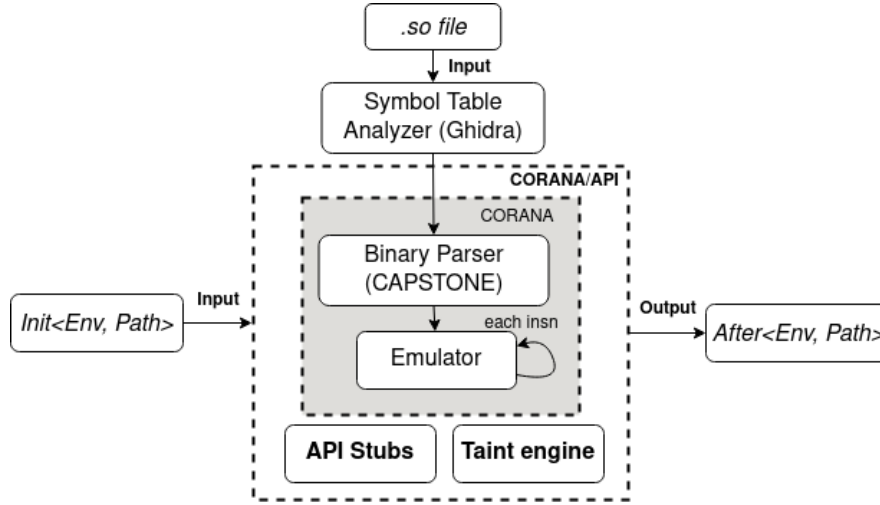 .so file
Input
Symbol Table
Analyzer (Ghidra)
CORANA/API
CORANA
Binary Parser
(CAPSTONE)
Input
Init<Env, Path>
each insn
Emulator
Output
After<Env, Path>
API Stubs
Taint engine